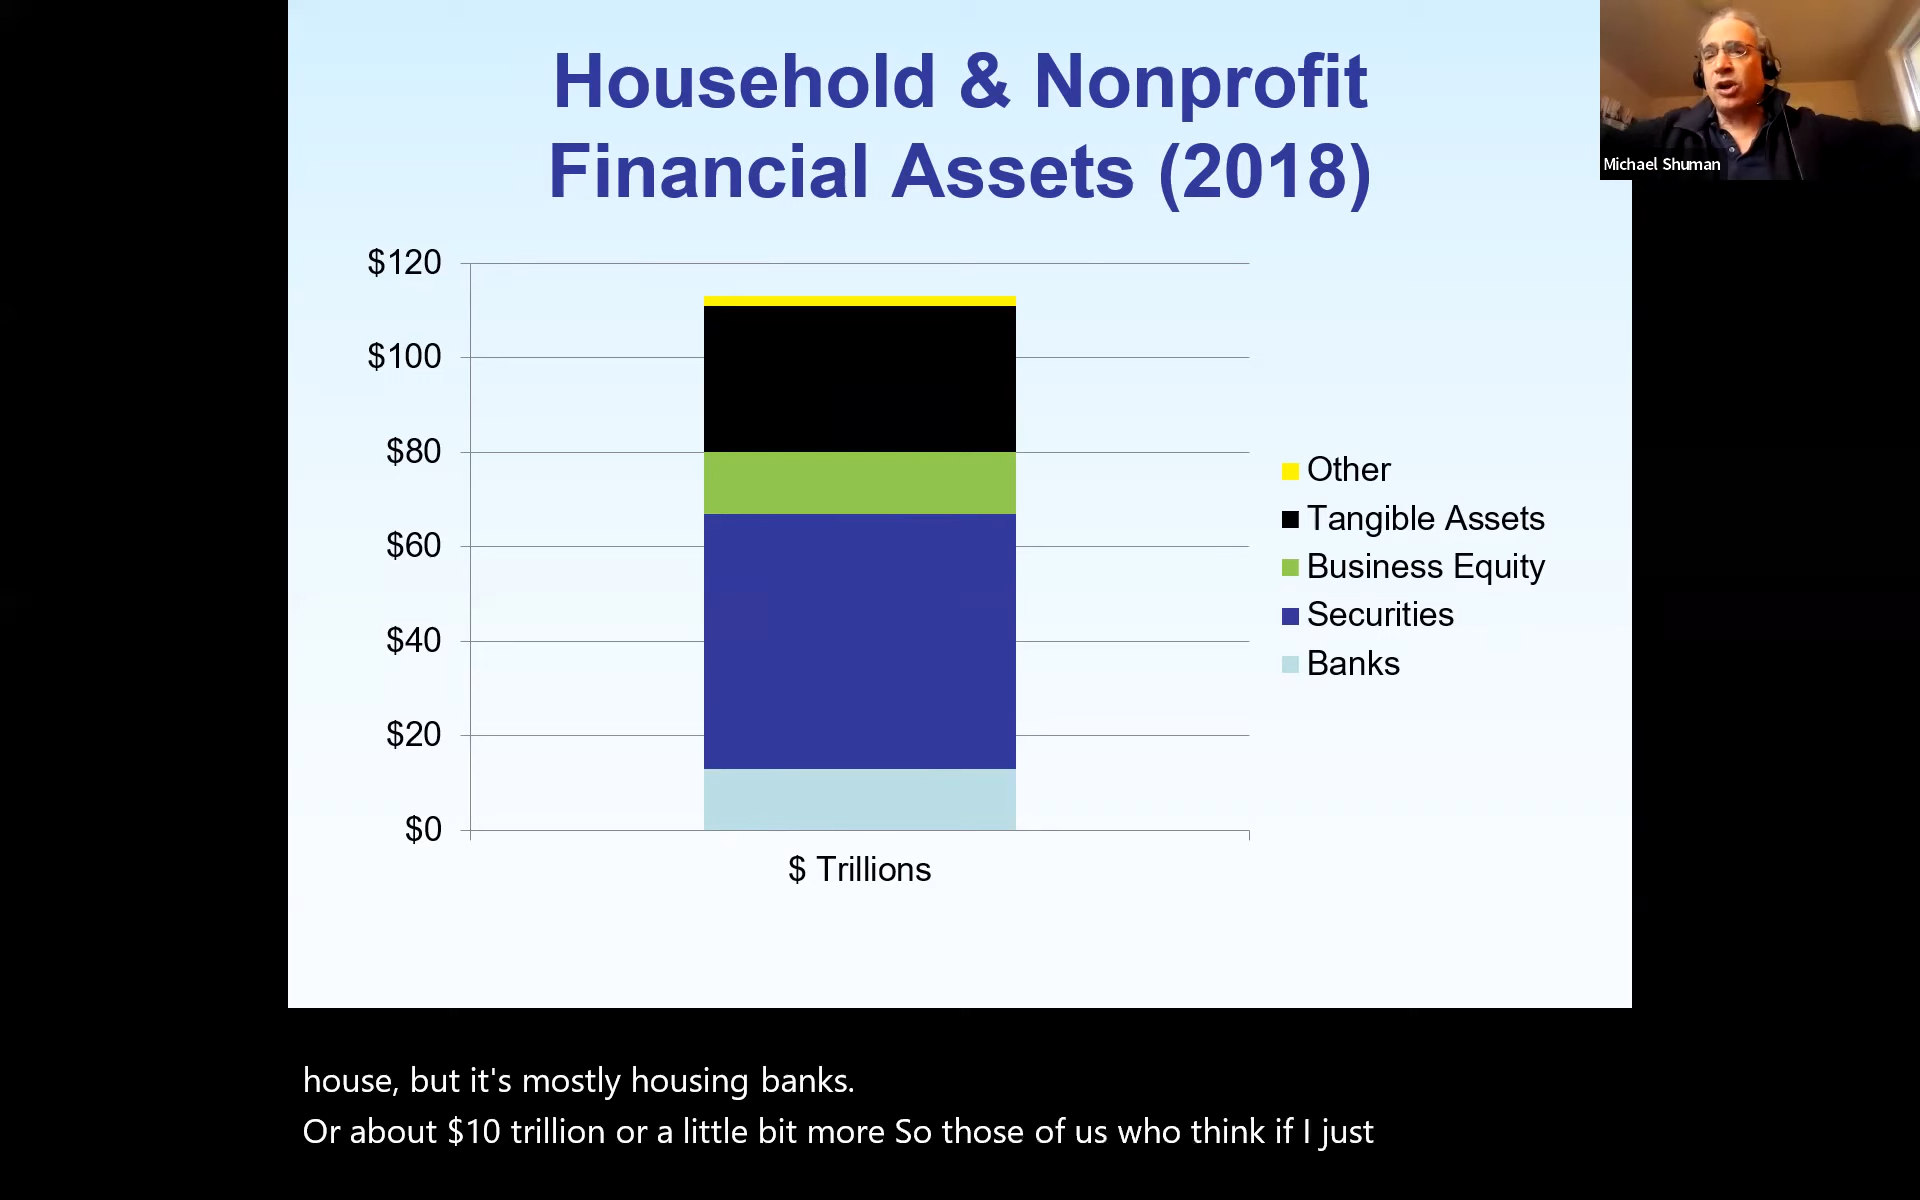 Household & Nonprofit
Financial Assets (2018)
Michael Shuman
$120
$100
$80
$60
$40
$20
$0
$ Trillions
Other
Tangible Assets
Business Equity
Securities
Banks
house, but it's mostly housing banks.
Or about $10 trillion or a little bit more So those of us who think if I just